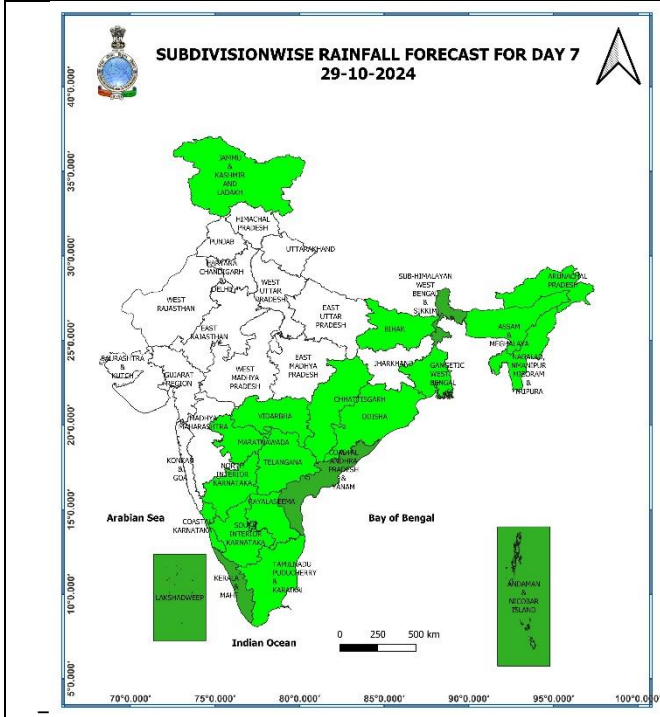 SUBDIVISIONWISE RAINFALL FORECAST FOR DAY 7
29-10-2024
40°0.000'
35°0.000'
30°0.000'
25°0.000'
20°0.000'
15°0.000'
10°0.000'
5°0.000'
JAMMU
&
KASHMIR
AND
LADAKH
HIMACHAL
PRADESH
PUNJAB
UTTARAKHAND
CHANDIGARH
&
DELHI
WEST
UTTAR
PRADESH
WEST
RAJASTHAN
EAST
RAJASTHAN
EAST
UTTAR
PRADESH
SUB-HIMALAYAN
WEST
BENGAL
&
SIKKIM
ARUNACHAL
PRADESH
ASSAM
&
MEGHALAYA
NAGALAND
MANIPUR
MIZORAM
&
TRIPURA
BIHAR
JHARKHAND
GANGETIC
WEST
BENGAL
SAURASHTRA
&
KUTCH
GUJARAT
REGION
WEST
MADHYA
PRADESH
EAST
MADHYA
PRADESH
CHHATTISGARH
ODISHA
VIDARBHA
MADHYA
MAHARASHTRA
MARATHWADA
KONKAN
&
GOA
TELANGANA
NORTH
INTERIOR
KARNATAKA
COASTAL
ANDHRA
PRADESH
&
YANAM
RAYALASEEMA
COASTAL
KARNATAKA
SOUTH
INTERIOR
KARNATAKA
TAMILNADU
PUDUCHERRY
&
KARAIKAL
KERALA
&
MAHE
LAKSHADWEEP
ANDAMAN
&
NICOBAR
ISLAND
Arabian Sea
Bay of Bengal
Indian Ocean
0 250 500 km
70°0.000' 75°0.000' 80°0.000' 85°0.000' 90°0.000' 95°0.000' 100°0.000'